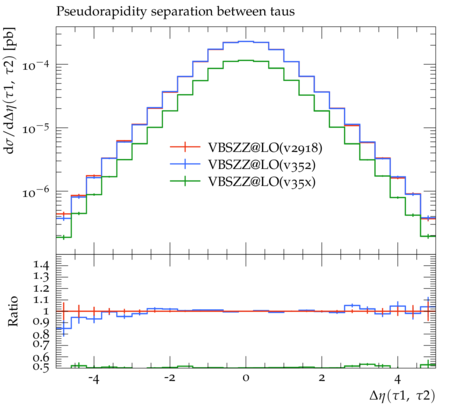 Pseudorapidity separation between taus
dσ/dΔη(τ1, τ2) [pb]
10⁻⁴
10⁻⁵
10⁻⁶
VBSZZ@LO(v2918)
VBSZZ@LO(v352)
VBSZZ@LO(v35x)
Ratio
1.4
1.3
1.2
1.1
1
0.9
0.8
0.7
0.6
0.5
-4 -2 0 2 4
Δη(τ1, τ2)